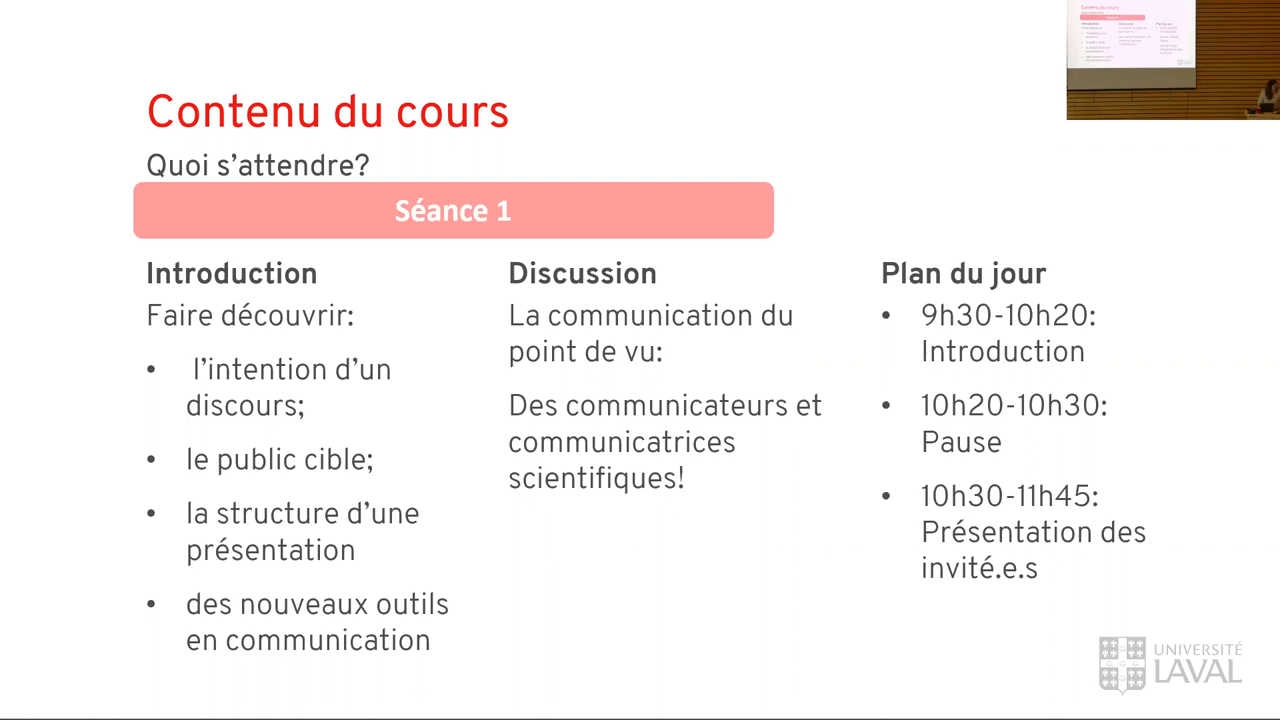 Contenu du cours
Quoi s'attendre?
Séance 1
Introduction
Faire découvrir:
• l'intention d'un
discours;
• le public cible;
• la structure d'une
présentation
• des nouveaux outils
en communication
Discussion
La communication du
point de vu:
Des communicateurs et
communicatrices
scientifiques!
Plan du jour
• 9h30-10h20:
Introduction
• 10h20-10h30:
Pause
• 10h30-11h45:
Présentation des
invité.e.s
UNIVERSITÉ
LAVAL